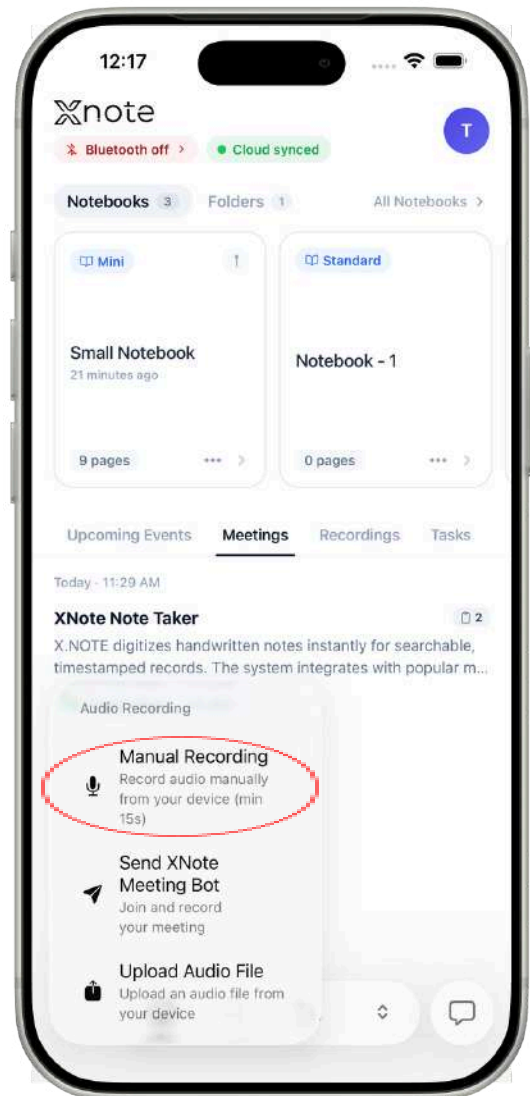 12:17
Xnote
Bluetooth off >
Cloud synced
T
Notebooks 3
Folders 1
All Notebooks >
Mini
Standard
Small Notebook
21 minutes ago
Notebook - 1
9 pages
0 pages
Upcoming Events
Meetings
Recordings
Tasks
Today · 11:29 AM
XNote Note Taker
2
X.NOTE digitizes handwritten notes instantly for searchable,
timestamped records. The system integrates with popular m...
Audio Recording
Manual Recording
Record audio manually
from your device (min
15s)
Send XNote
Meeting Bot
Join and record
your meeting
Upload Audio File
Upload an audio file from
your device